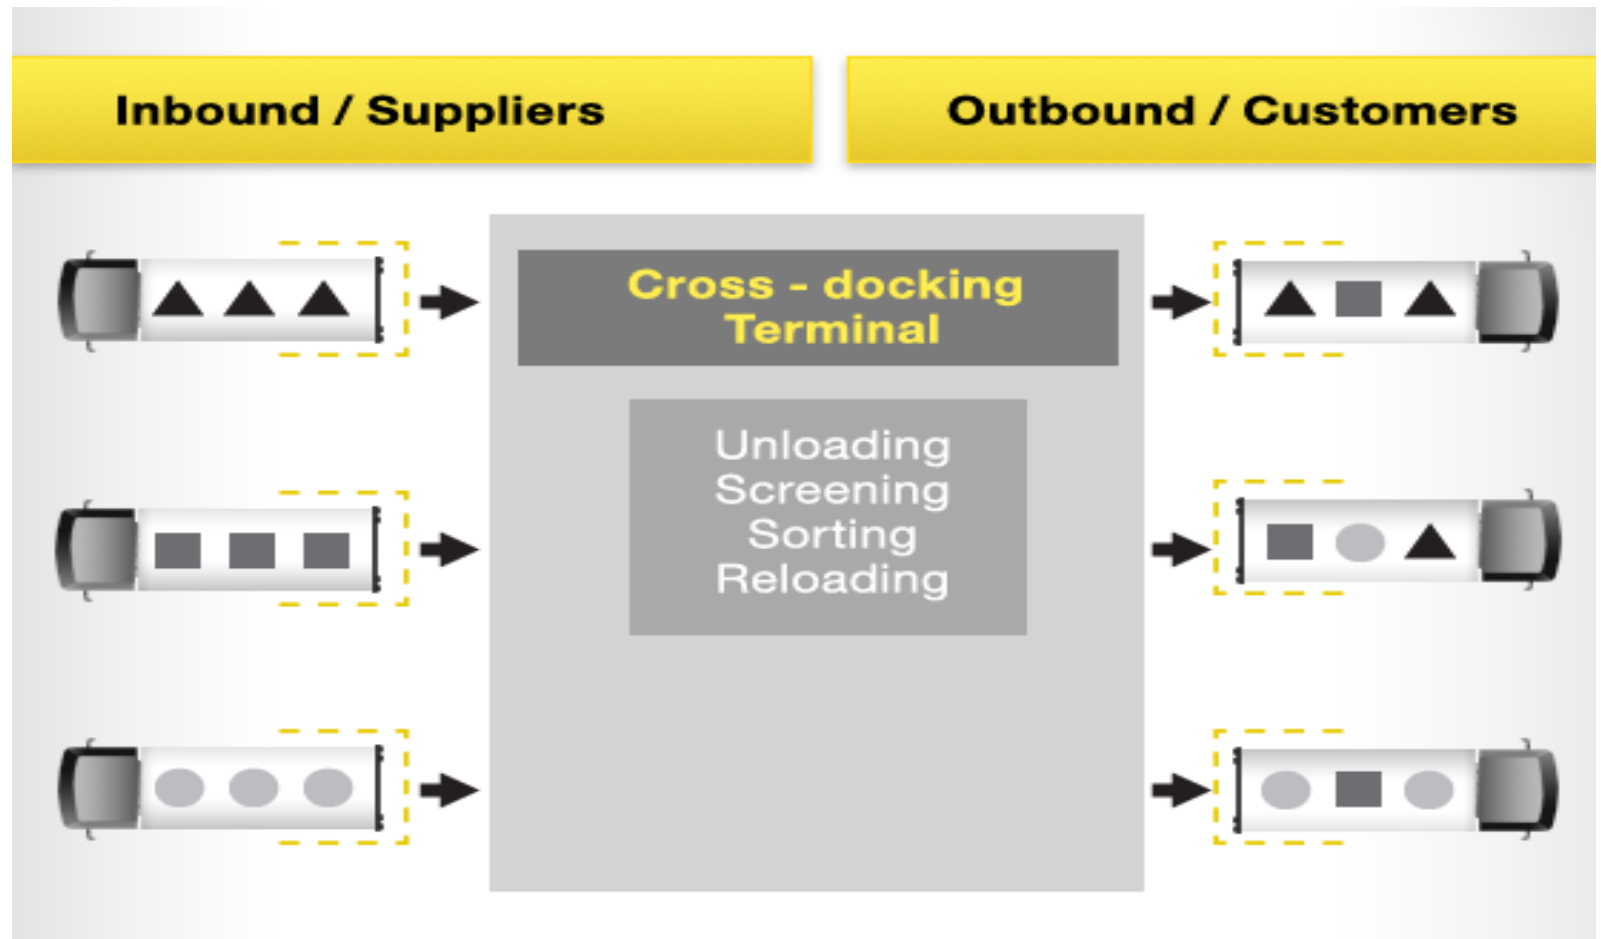 Inbound / Suppliers
Outbound / Customers
Cross - docking
Terminal
Unloading
Screening
Sorting
Reloading